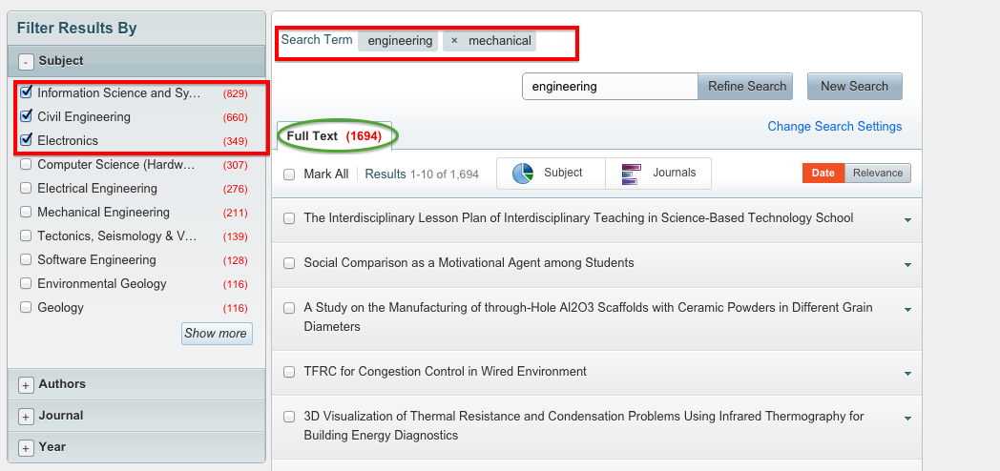 Filter Results By
- Subject
Information Science and Sy... (829)
Civil Engineering (660)
Electronics (349)
Computer Science (Hardw... (307)
Electrical Engineering (276)
Mechanical Engineering (211)
Tectonics, Seismology & V... (139)
Software Engineering (128)
Environmental Geology (116)
Geology (116)
Show more
+ Authors
+ Journal
+ Year
Search Term engineering × mechanical
engineering Refine Search New Search
Full Text (1694) Change Search Settings
Mark All Results 1-10 of 1,694 Subject Journals Date Relevance
The Interdisciplinary Lesson Plan of Interdisciplinary Teaching in Science-Based Technology School
Social Comparison as a Motivational Agent among Students
A Study on the Manufacturing of through-Hole Al2O3 Scaffolds with Ceramic Powders in Different Grain
Diameters
TFRC for Congestion Control in Wired Environment
3D Visualization of Thermal Resistance and Condensation Problems Using Infrared Thermography for
Building Energy Diagnostics